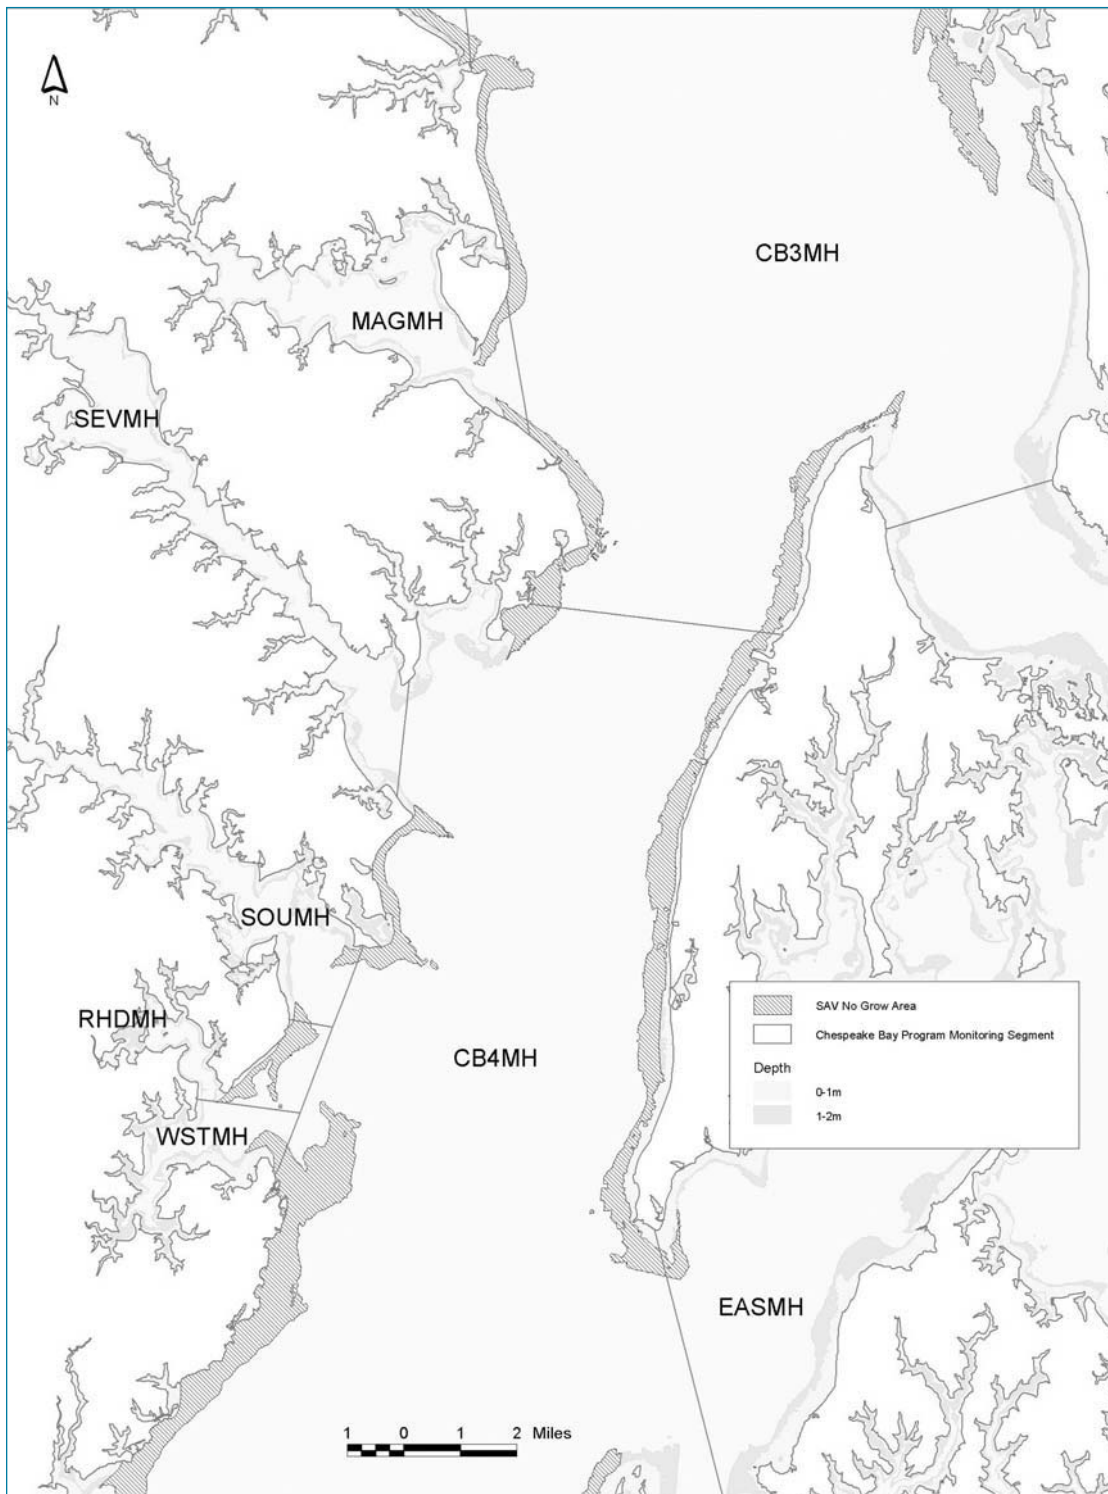 N
CB3MH
MAGMH
SEVMH
SOUMH
RHDMH
CB4MH
WSTMH
EASMH
SAV No Grow Area
Chespeake Bay Program Monitoring Segment
Depth
0-1m
1-2m
1 0 1 2 Miles